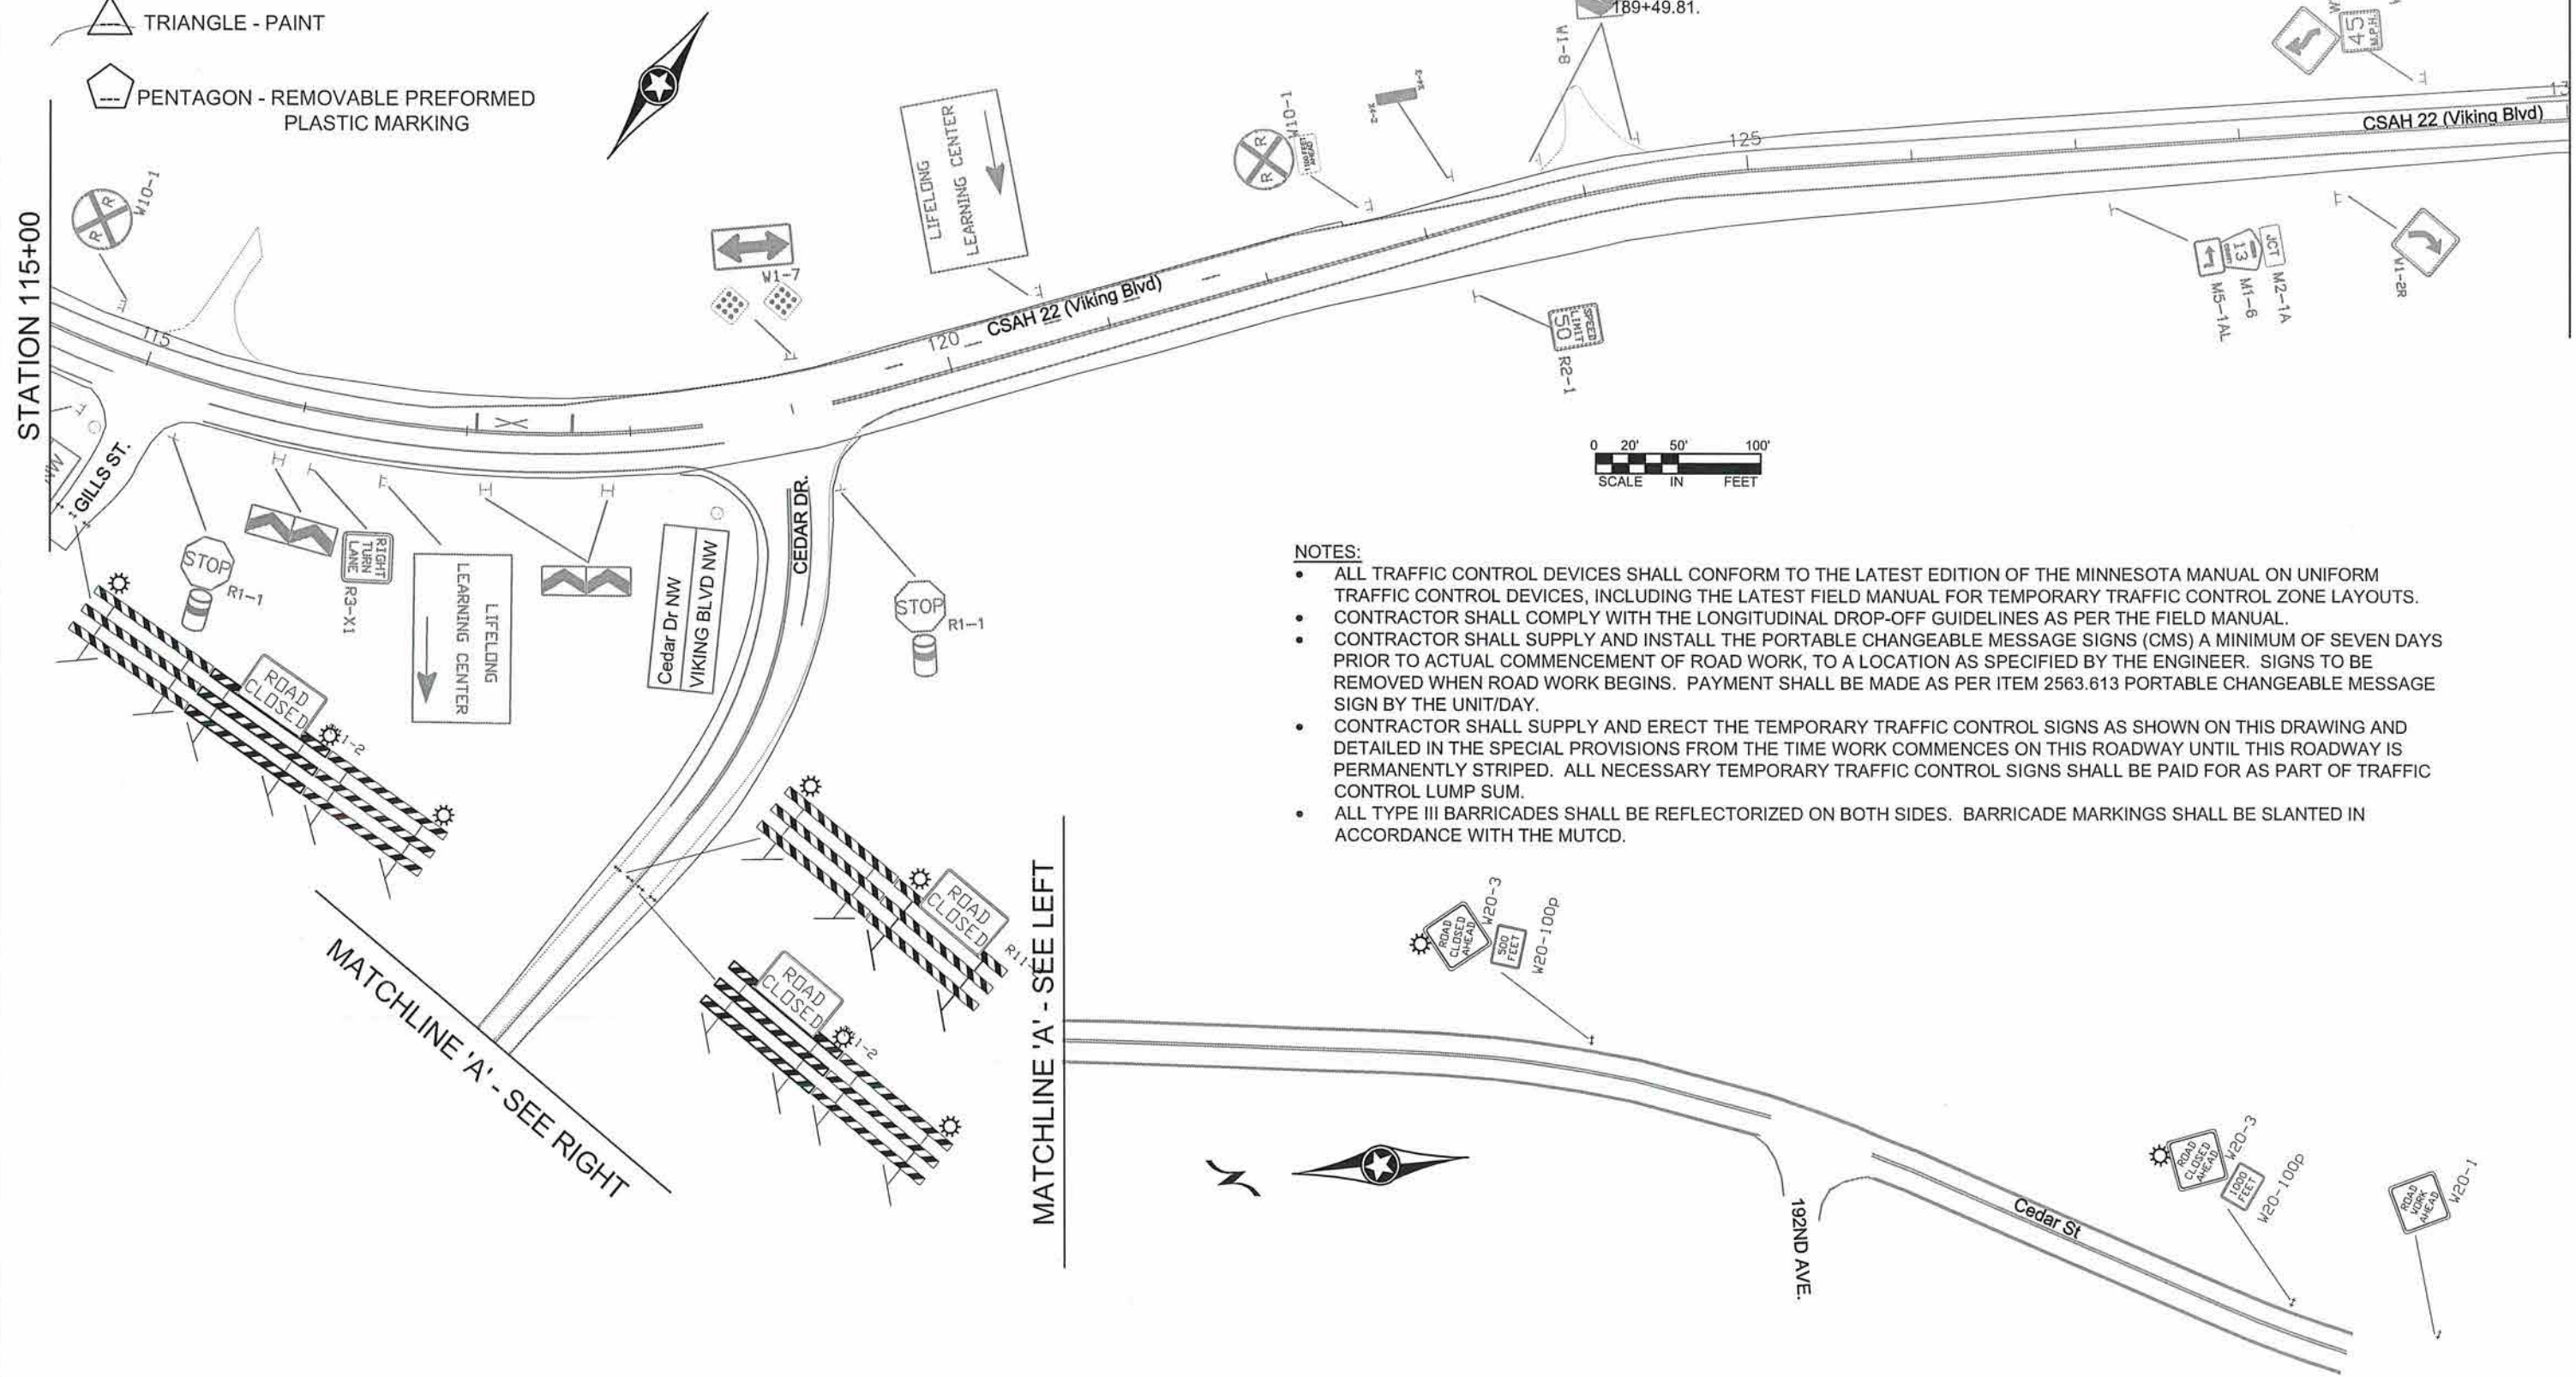 TRIANGLE - PAINT
PENTAGON - REMOVABLE PREFORMED
PLASTIC MARKING
STATION 115+00
R
R
W10-1
115
GILLS ST.
STOP
R1-1
RIGHT
TURN
LANE
R3-X1
LIFELONG
LEARNING CENTER
Cedar Dr NW
VIKING BLVD NW
CEDAR DR.
STOP
R1-1
W1-7
LIFELONG
LEARNING CENTER
120
CSAH 22 (Viking Blvd)
R
R
W10-1
X4-2
X4-2
W1-8
189+49.81.
125
SPEED
LIMIT
50
R2-1
45
M.P.H.
CSAH 22 (Viking Blvd)
JCT
13
M2-1A
M1-6
M5-1AL
W1-2R
0 20' 50' 100'
SCALE IN FEET
NOTES:
• ALL TRAFFIC CONTROL DEVICES SHALL CONFORM TO THE LATEST EDITION OF THE MINNESOTA MANUAL ON UNIFORM
TRAFFIC CONTROL DEVICES, INCLUDING THE LATEST FIELD MANUAL FOR TEMPORARY TRAFFIC CONTROL ZONE LAYOUTS.
• CONTRACTOR SHALL COMPLY WITH THE LONGITUDINAL DROP-OFF GUIDELINES AS PER THE FIELD MANUAL.
• CONTRACTOR SHALL SUPPLY AND INSTALL THE PORTABLE CHANGEABLE MESSAGE SIGNS (CMS) A MINIMUM OF SEVEN DAYS
PRIOR TO ACTUAL COMMENCEMENT OF ROAD WORK, TO A LOCATION AS SPECIFIED BY THE ENGINEER. SIGNS TO BE
REMOVED WHEN ROAD WORK BEGINS. PAYMENT SHALL BE MADE AS PER ITEM 2563.613 PORTABLE CHANGEABLE MESSAGE
SIGN BY THE UNIT/DAY.
• CONTRACTOR SHALL SUPPLY AND ERECT THE TEMPORARY TRAFFIC CONTROL SIGNS AS SHOWN ON THIS DRAWING AND
DETAILED IN THE SPECIAL PROVISIONS FROM THE TIME WORK COMMENCES ON THIS ROADWAY UNTIL THIS ROADWAY IS
PERMANENTLY STRIPED. ALL NECESSARY TEMPORARY TRAFFIC CONTROL SIGNS SHALL BE PAID FOR AS PART OF TRAFFIC
CONTROL LUMP SUM.
• ALL TYPE III BARRICADES SHALL BE REFLECTORIZED ON BOTH SIDES. BARRICADE MARKINGS SHALL BE SLANTED IN
ACCORDANCE WITH THE MUTCD.
ROAD
CLOSED
ROAD
CLOSED
ROAD
CLOSED
MATCHLINE 'A' - SEE RIGHT
MATCHLINE 'A' - SEE LEFT
ROAD
CLOSED
AHEAD
W20-3
500
FEET
W20-100p
192ND AVE.
Cedar St
ROAD
CLOSED
AHEAD
W20-3
1000
FEET
W20-100p
ROAD
WORK
AHEAD
W20-1